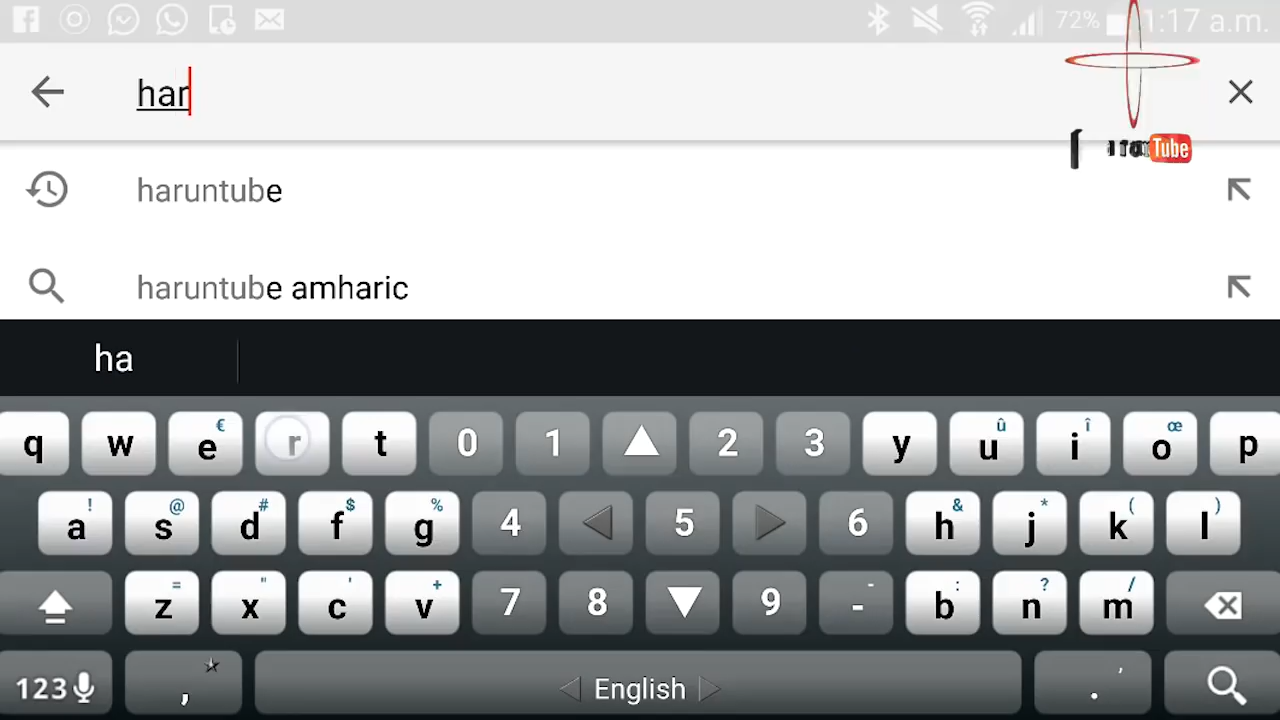 72% 1:17 a.m.
har
Tube
haruntube
haruntube amharic
ha
q w e € r t 0 1 2 3 y u û i î o œ p
a ! s @ d # f $ g % 4 5 6 h & j * k ( l )
z = x " c ' v + 7 8 9 - - b : n ? m /
123 , English . '